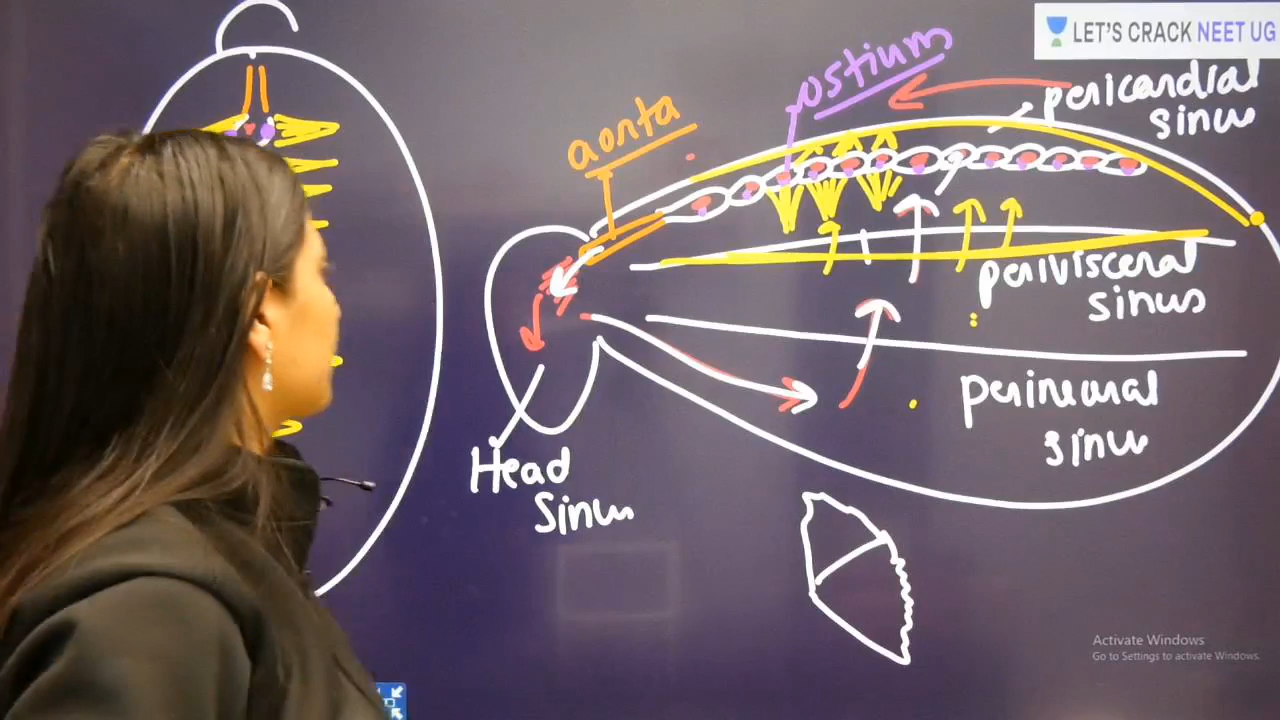 LET'S CRACK NEET UG
ostium
pericardial
sinus
aorta
perivisceral
sinus
perineural
sinus
Head
Sinus
Activate Windows
Go to Settings to activate Windows.